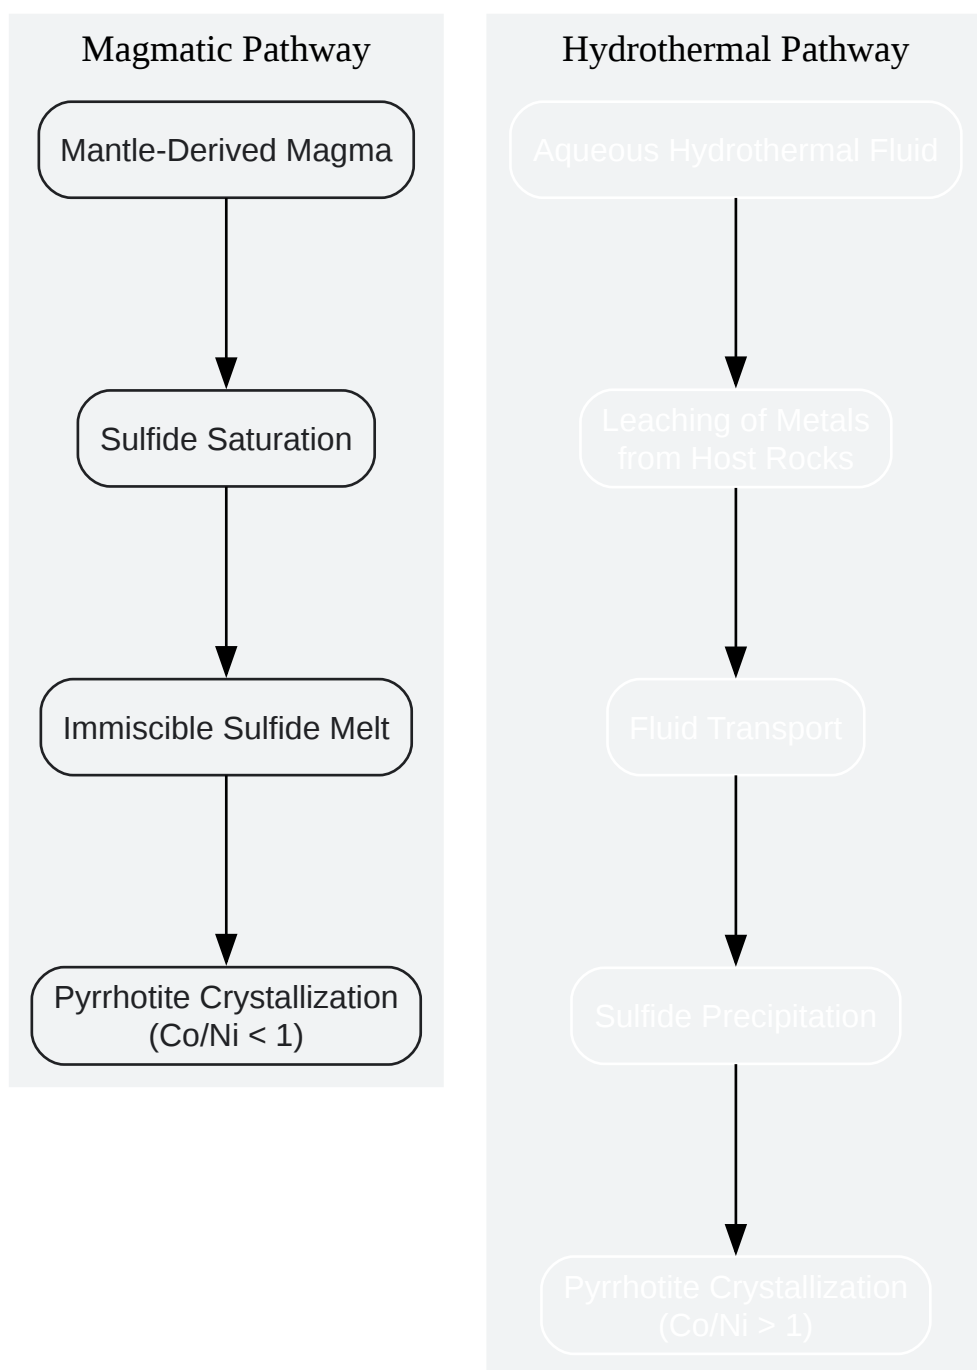 Magmatic Pathway
Mantle-Derived Magma
Sulfide Saturation
Immiscible Sulfide Melt
Pyrrhotite Crystallization
(Co/Ni < 1)
Hydrothermal Pathway
Aqueous Hydrothermal Fluid
Leaching of Metals
from Host Rocks
Fluid Transport
Sulfide Precipitation
Pyrrhotite Crystallization
(Co/Ni > 1)